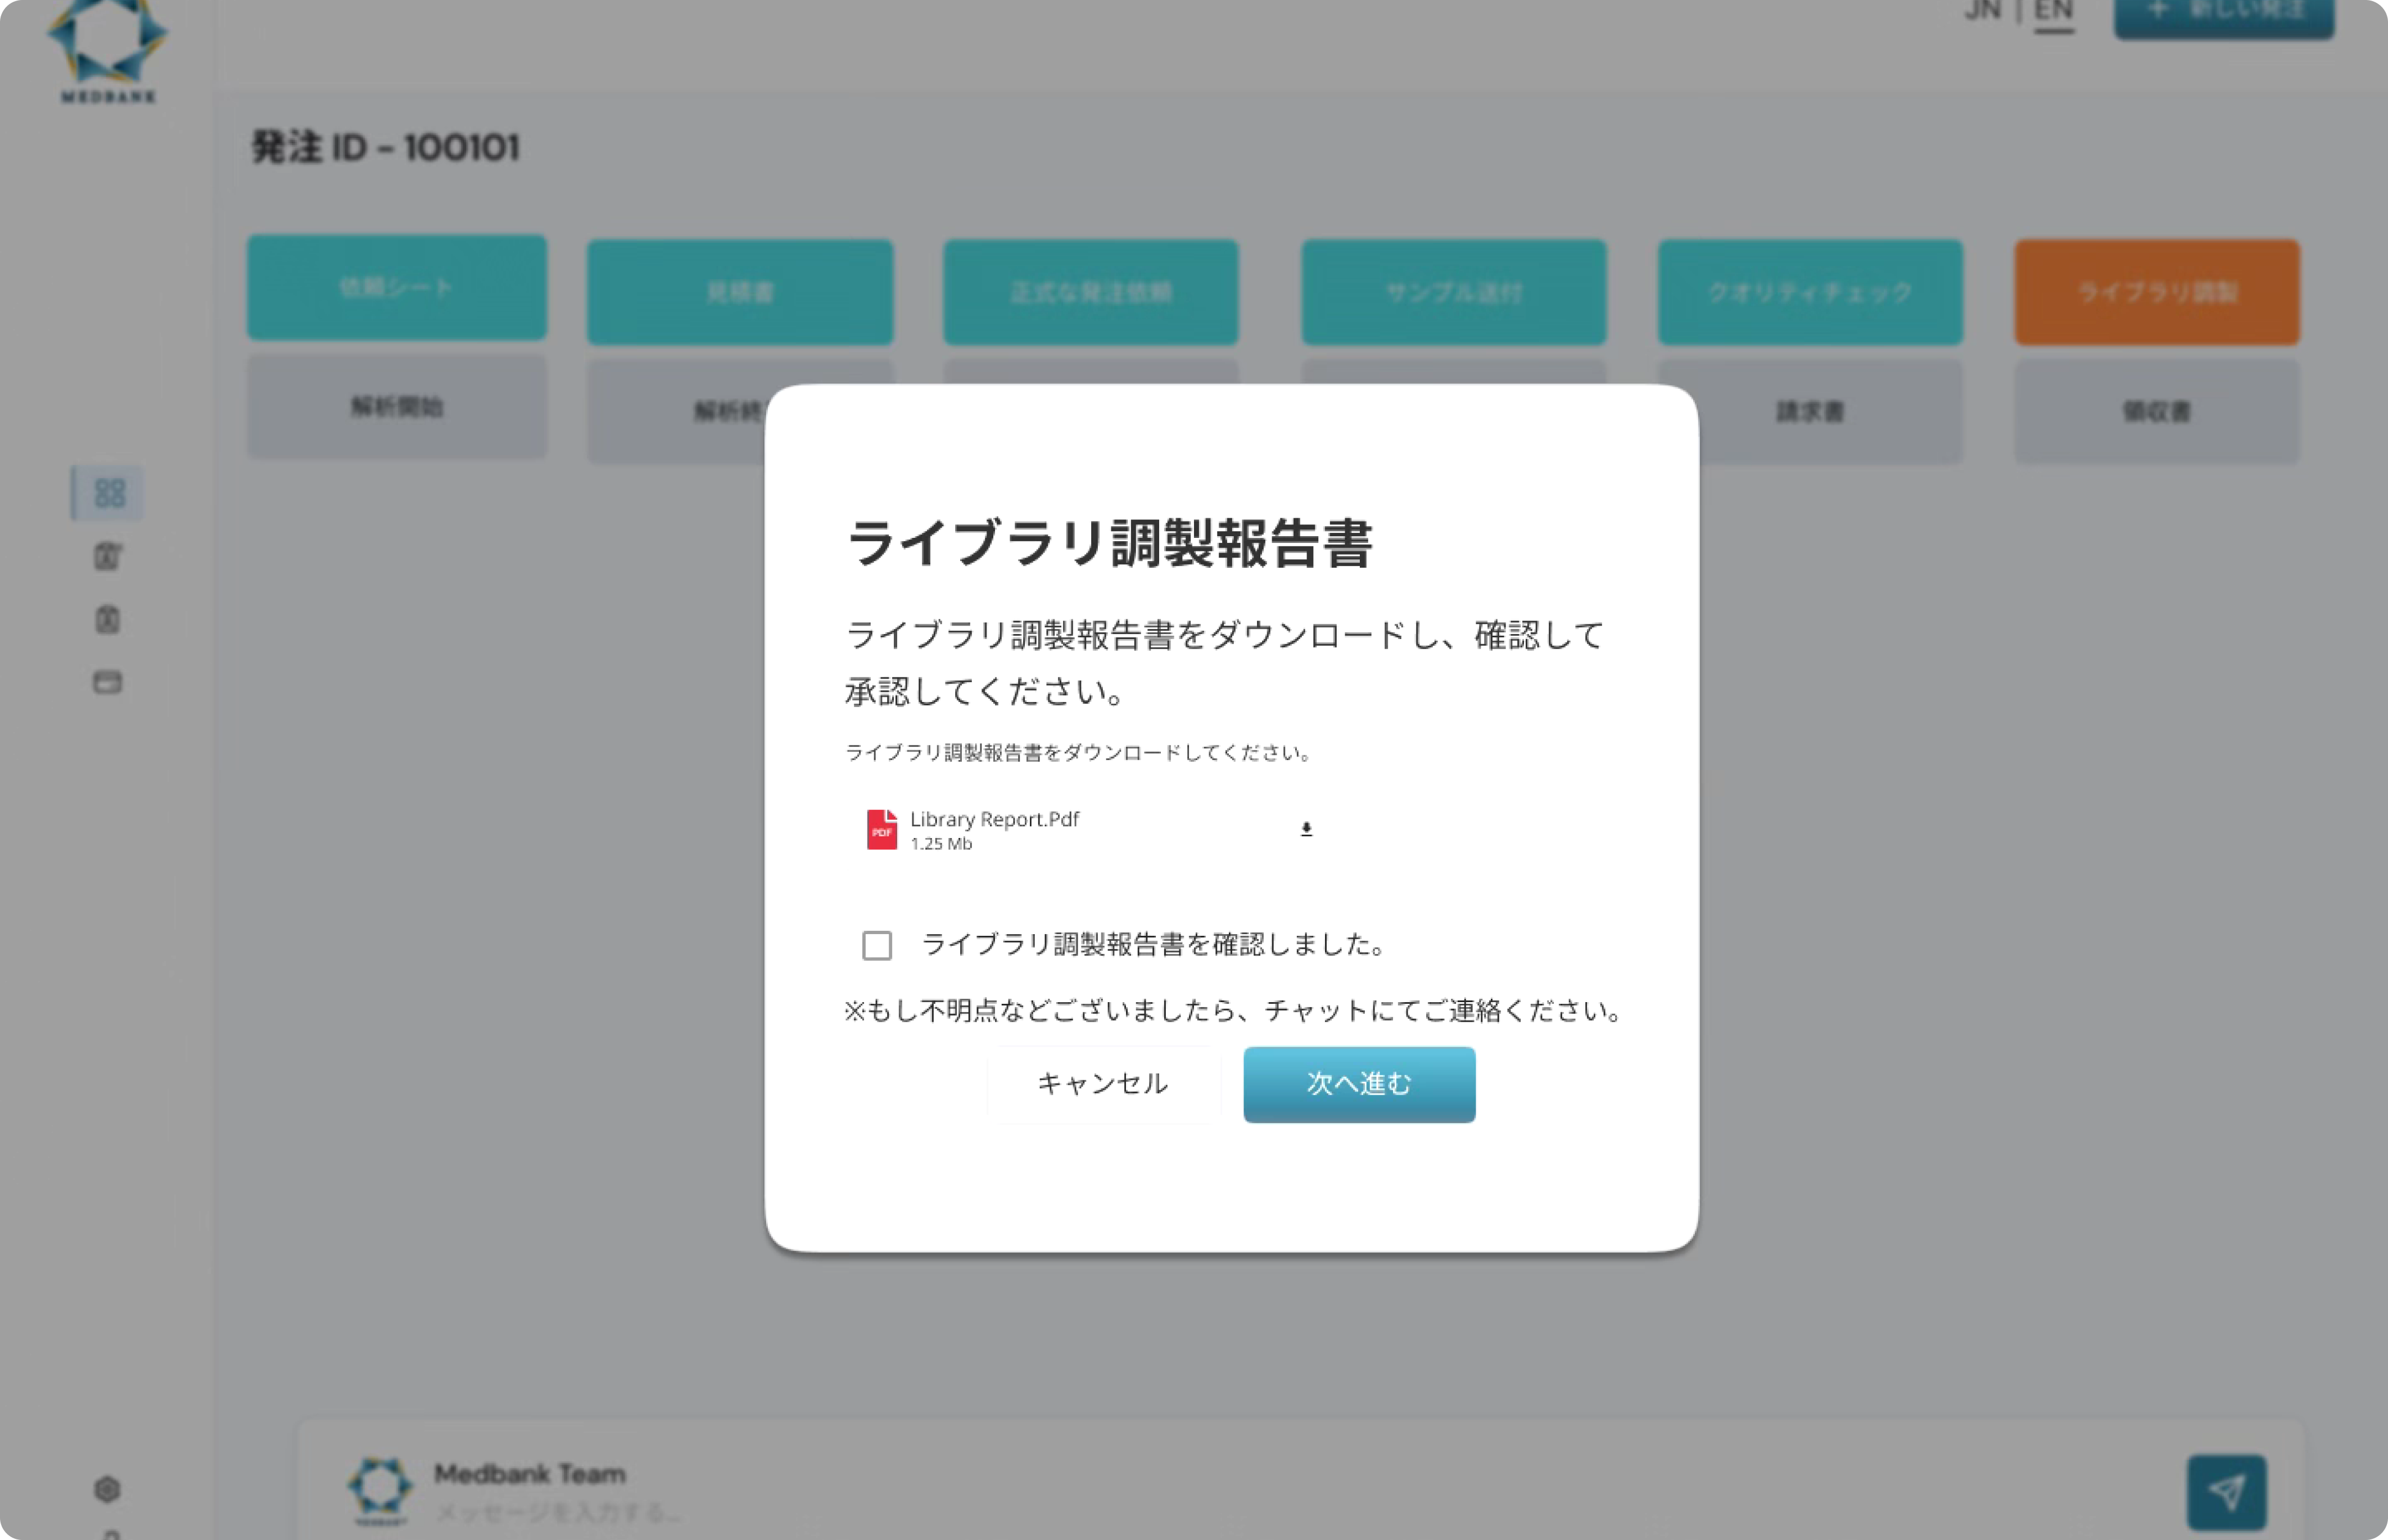 MEDBANK
JN | EN
+ 新しい発注
発注 ID – 100101
依頼シート
見積書
正式な発注依頼
サンプル送付
クオリティチェック
ライブラリ調製
解析開始
解析終
請求書
領収書
ライブラリ調製報告書
ライブラリ調製報告書をダウンロードし、確認して
承認してください。
ライブラリ調製報告書をダウンロードしてください。
PDF
Library Report.Pdf
1.25 Mb
ライブラリ調製報告書を確認しました。
※もし不明点などございましたら、チャットにてご連絡ください。
キャンセル
次へ進む
Medbank Team
メッセージを入力する...